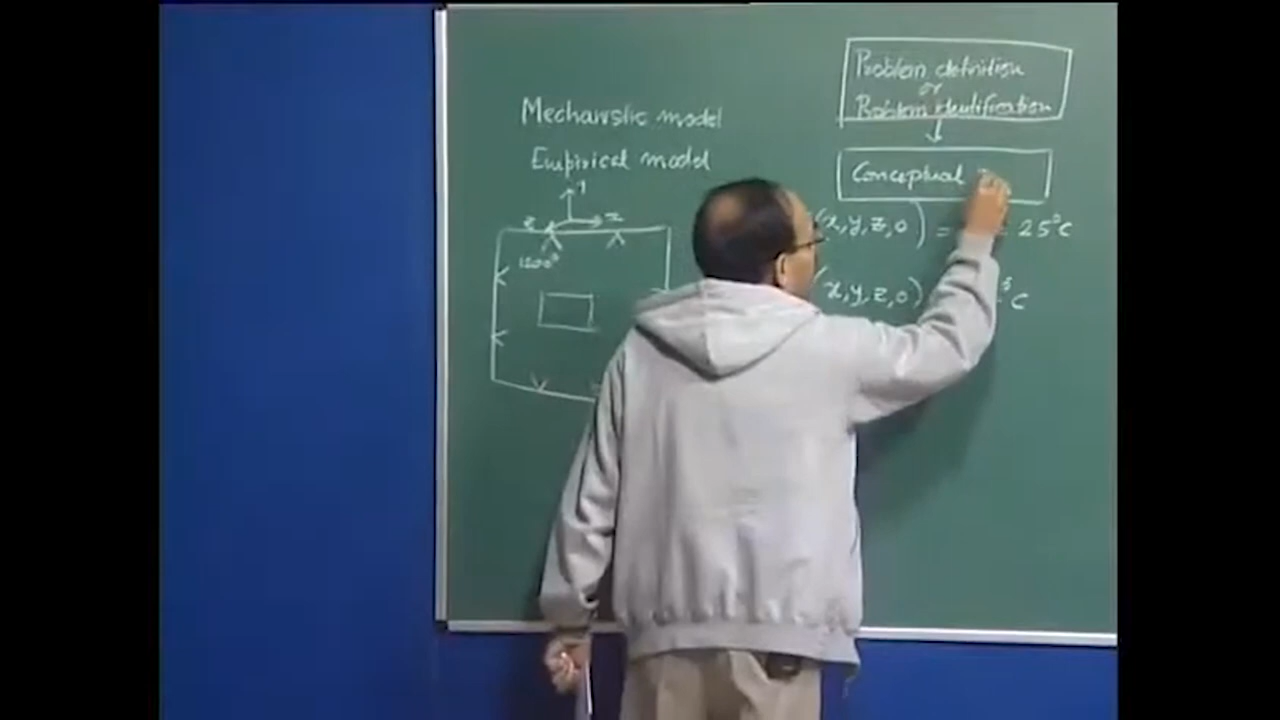 Mechanistic model
Empirical model
1200°
Problem definition
or
Problem identification
Conceptual
(x,y,z,0) = 25°C
(x,y,z,0) °C